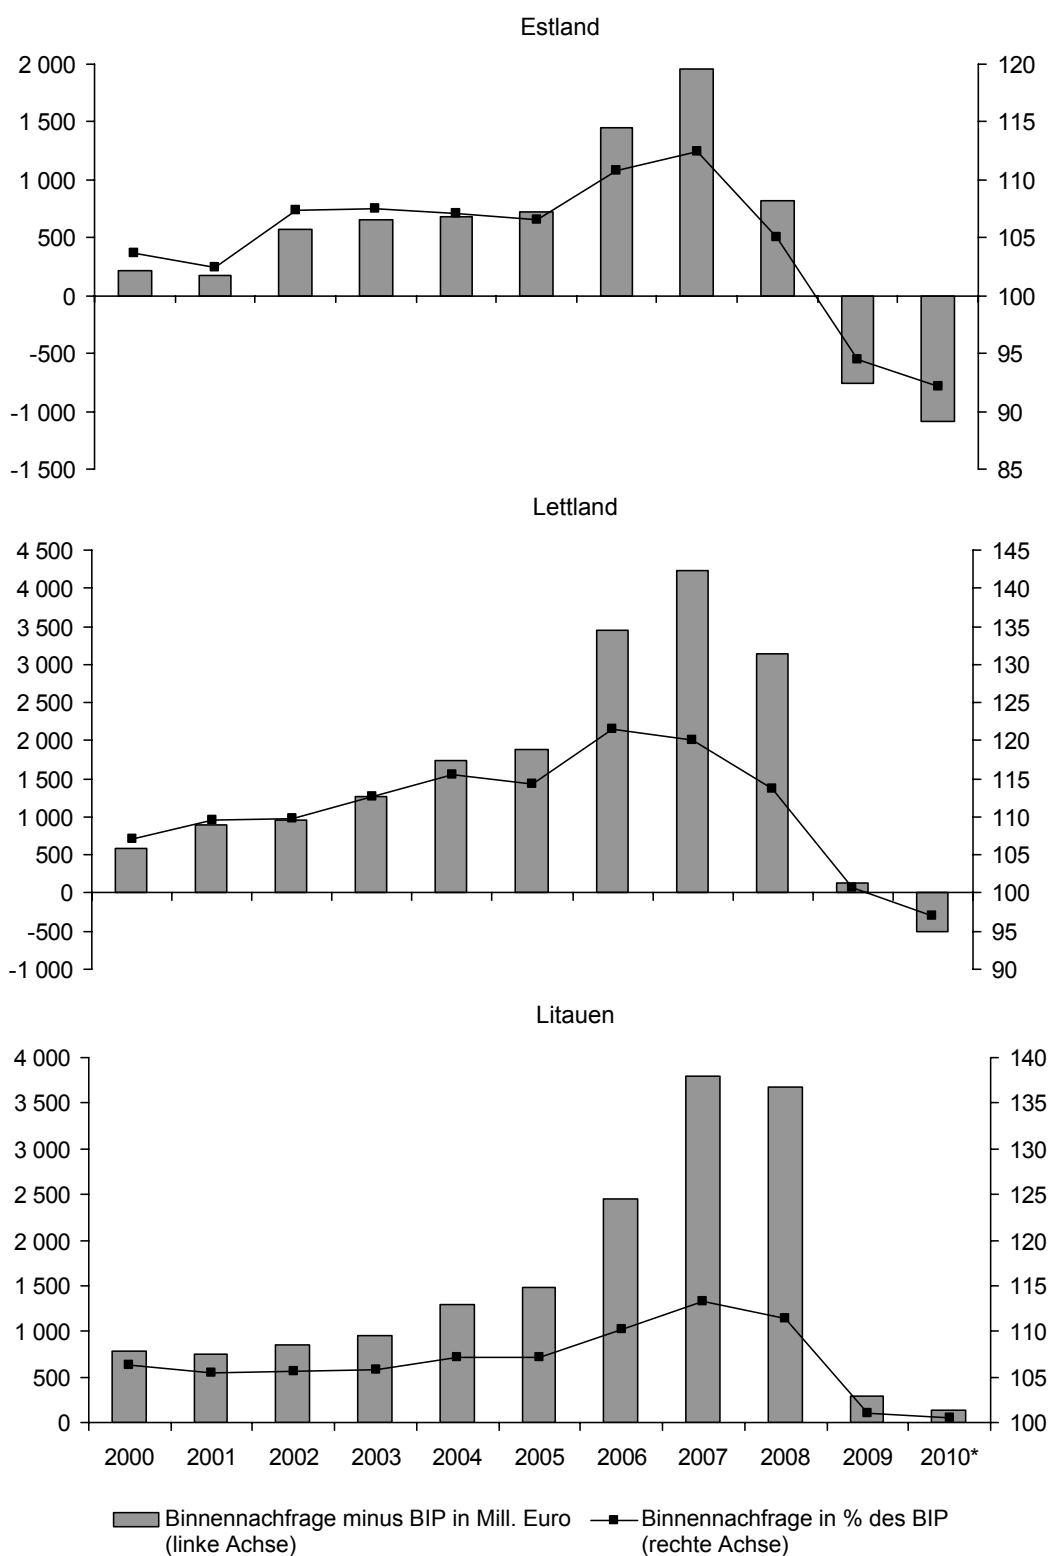 Estland
2 000 120
1 500 115
1 000 110
500 105
0 100
-500 95
-1 000 90
-1 500 85
Lettland
4 500 145
4 000 140
3 500 135
3 000 130
2 500 125
2 000 120
1 500 115
1 000 110
500 105
0 100
-500 95
-1 000 90
Litauen
4 000 140
3 500 135
3 000 130
2 500 125
2 000 120
1 500 115
1 000 110
500 105
0 100
2000 2001 2002 2003 2004 2005 2006 2007 2008 2009 2010*
Binnennachfrage minus BIP in Mill. Euro Binnennachfrage in % des BIP
(linke Achse) (rechte Achse)